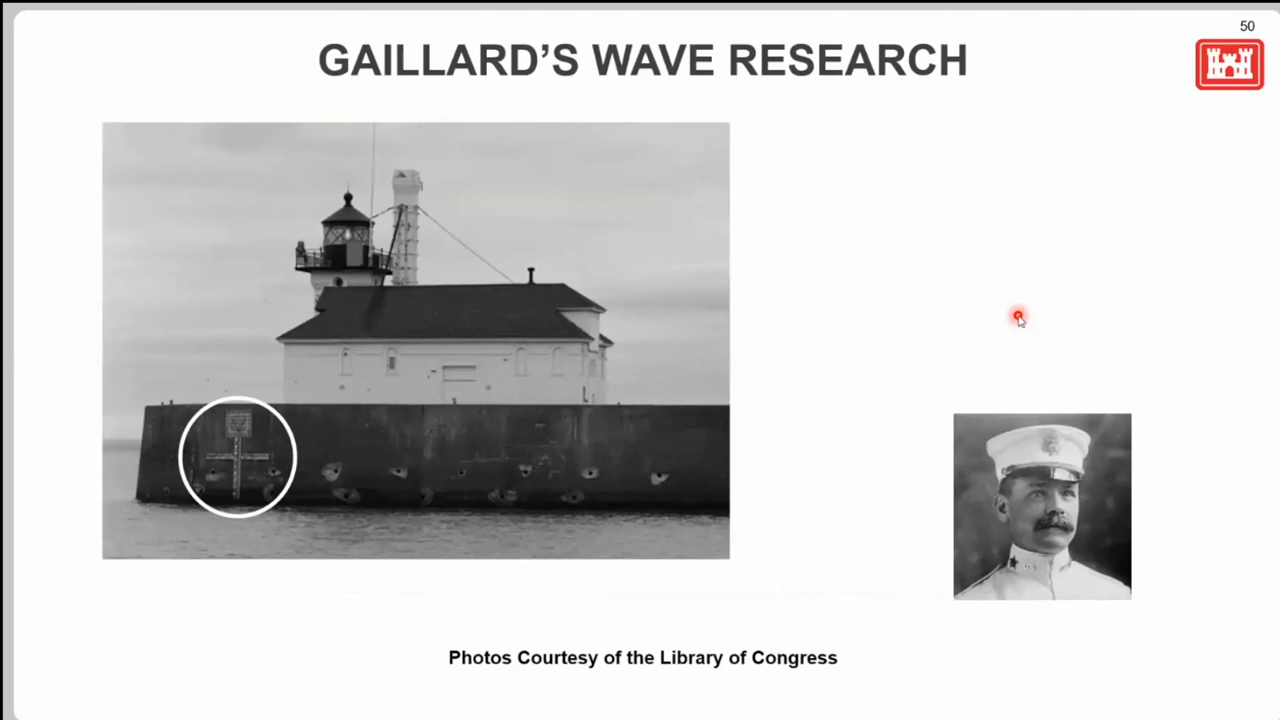 50
GAILLARD'S WAVE RESEARCH
Photos Courtesy of the Library of Congress